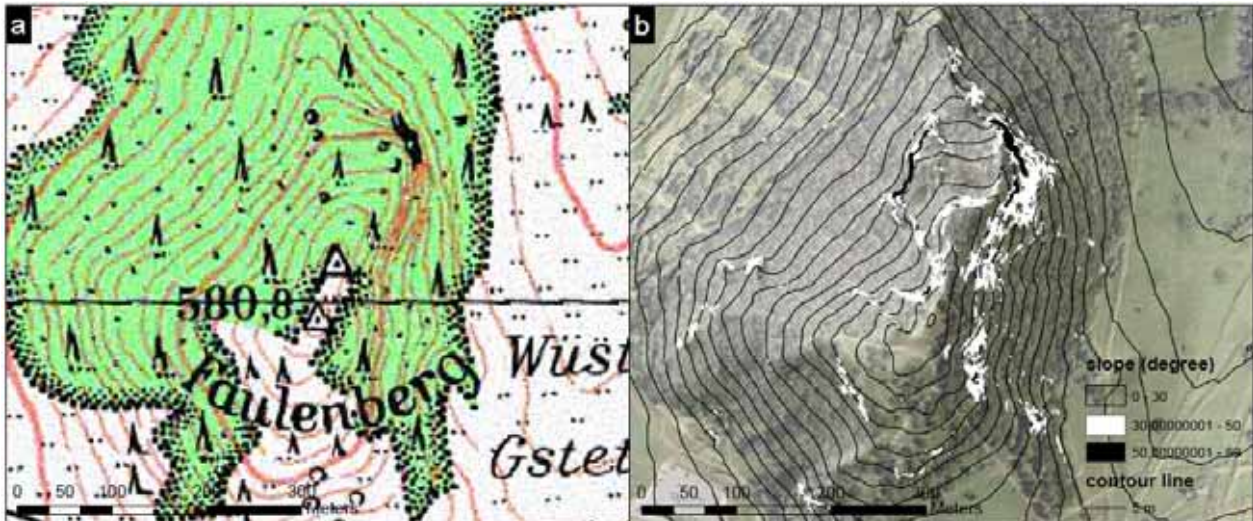 a
580,8
Faulenberg
Wüst
Gstet
0 50 100 200 300
Meters
b
0
slope (degree)
0 - 30
30,00000001 - 50
50,00000001 -
contour line
5 m
0 50 100 200 300
Meters